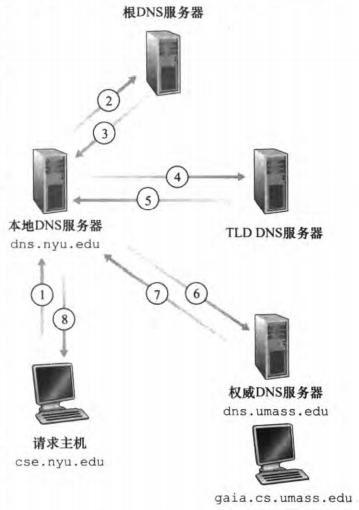 根DNS服务器
2
3
4
5
本地DNS服务器
dns.nyu.edu
TLD DNS服务器
1
8
7
6
请求主机
cse.nyu.edu
权威DNS服务器
dns.umass.edu
gaia.cs.umass.edu